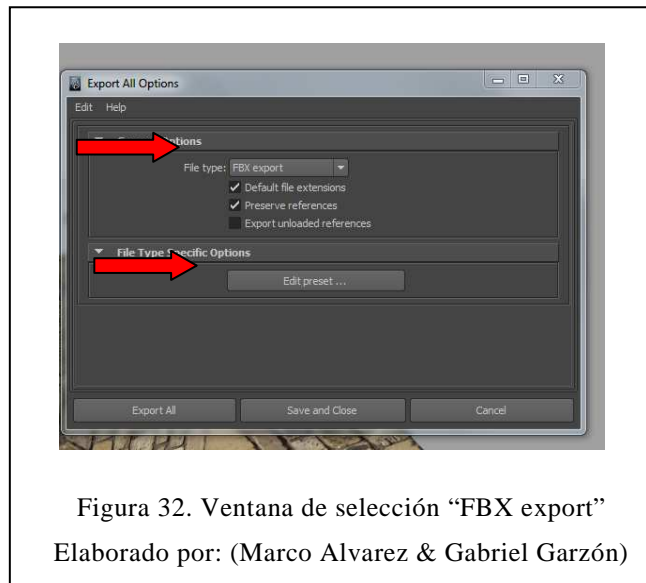 Export All Options
Edit Help
Options
File type: FBX export
Default file extensions
Preserve references
Export unloaded references
File Type Specific Options
Edit preset ...
Export All Save and Close Cancel
Figura 32. Ventana de selección “FBX export”
Elaborado por: (Marco Alvarez & Gabriel Garzón)